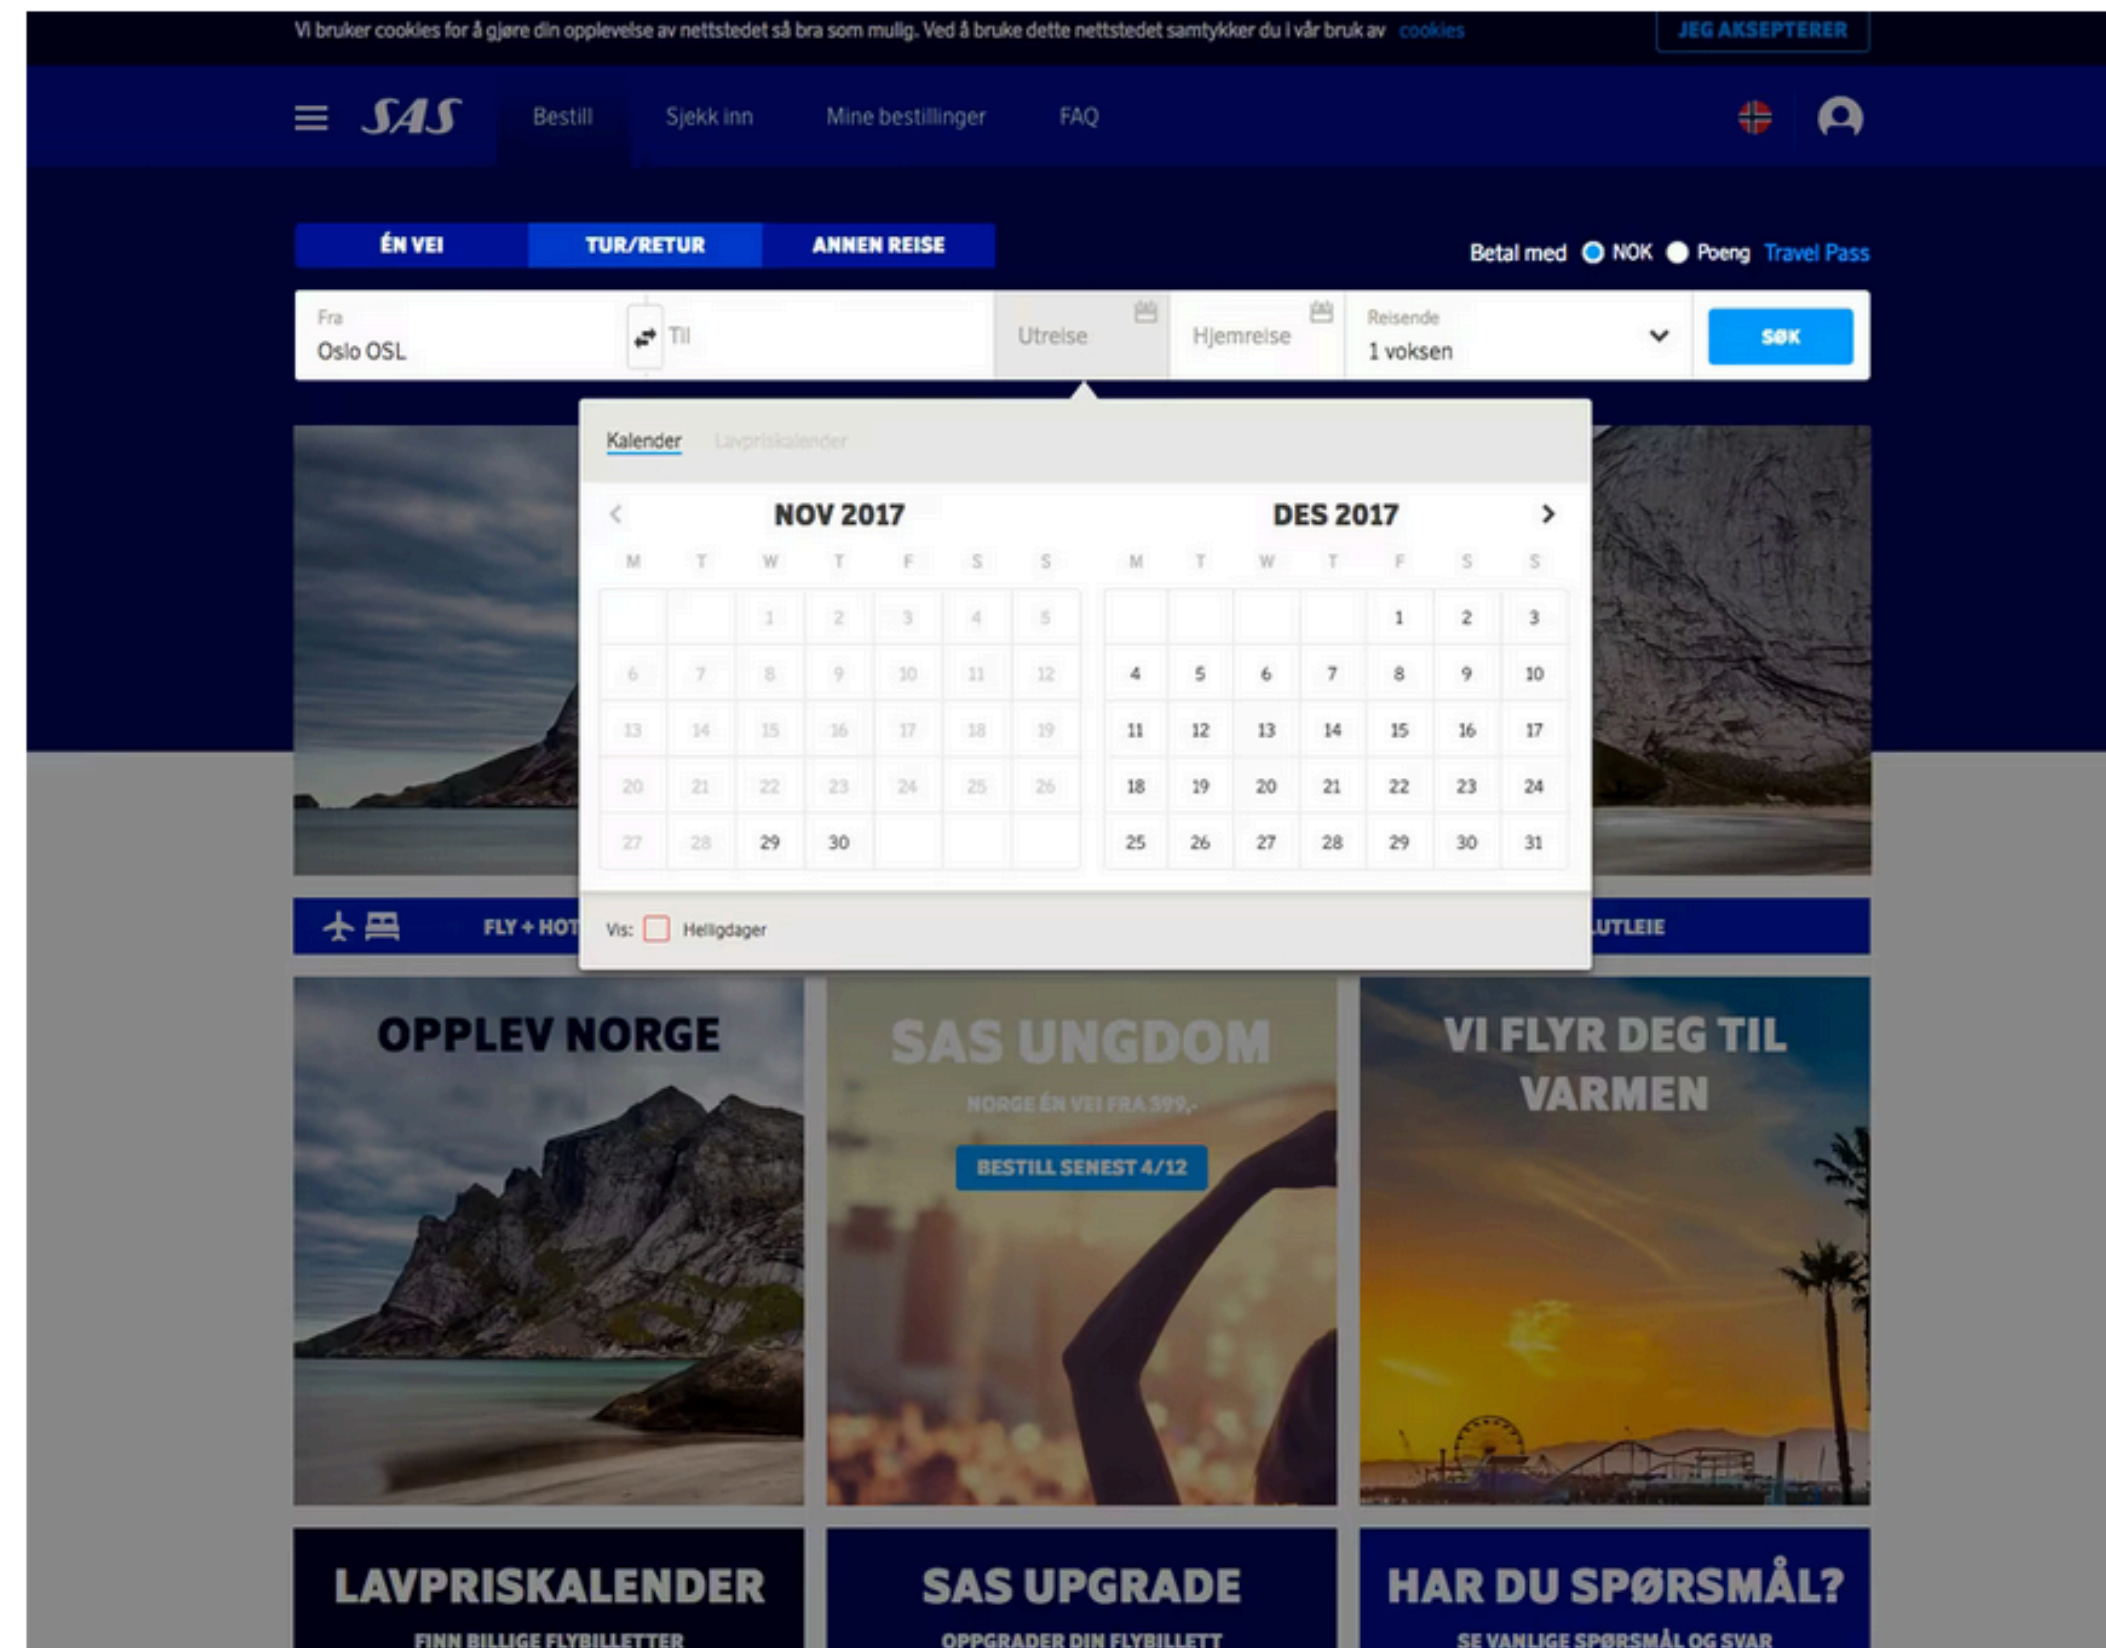 Vi bruker cookies for å gjøre din opplevelse av nettstedet så bra som mulig. Ved å bruke dette nettstedet samtykker du i vår bruk av cookies JEG AKSEPTERER
SAS Bestill Sjekk inn Mine bestillinger FAQ
ÉN VEI TUR/RETUR ANNEN REISE
Betal med NOK Poeng Travel Pass
Fra
Oslo OSL
Til
Utreise
Hjemreise
Reisende
1 voksen
SØK
Kalender Lavpriskalender
NOV 2017
M T W T F S S
1 2 3 4 5
6 7 8 9 10 11 12
13 14 15 16 17 18 19
20 21 22 23 24 25 26
27 28 29 30
DES 2017
M T W T F S S
1 2 3
4 5 6 7 8 9 10
11 12 13 14 15 16 17
18 19 20 21 22 23 24
25 26 27 28 29 30 31
Vis: Helligdager
FLY + HOT
UTLEIE
OPPLEV NORGE
SAS UNGDOM
NORGE ÉN VEI FRA 399,-
BESTILL SENEST 4/12
VI FLYR DEG TIL
VARMEN
LAVPRISKALENDER
FINN BILLIGE FLYBILLETTER
SAS UPGRADE
OPPGRADER DIN FLYBILLETT
HAR DU SPØRSMÅL?
SE VANLIGE SPØRSMÅL OG SVAR